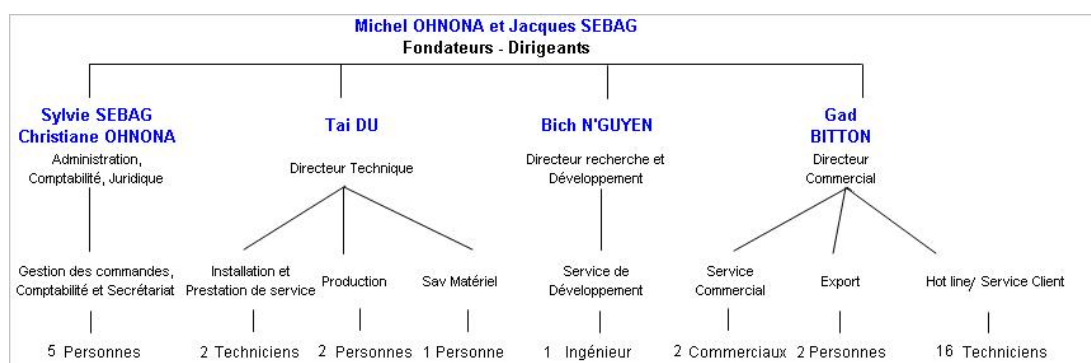 Michel OHNONA et Jacques SEBAG
Fondateurs - Dirigeants
Sylvie SEBAG
Christiane OHNONA
Administration,
Comptabilité, Juridique
Tai DU
Directeur Technique
Bich N'GUYEN
Directeur recherche et
Développement
Gad
BITTON
Directeur
Commercial
Gestion des commandes,
Comptabilité et Secrétariat
Installation et
Prestation de service
Production
Sav Matériel
Service de
Développement
Service
Commercial
Export
Hot line/ Service Client
5 Personnes
2 Techniciens
2 Personnes
1 Personne
1 Ingénieur
2 Commerciaux
2 Personnes
16 Techniciens